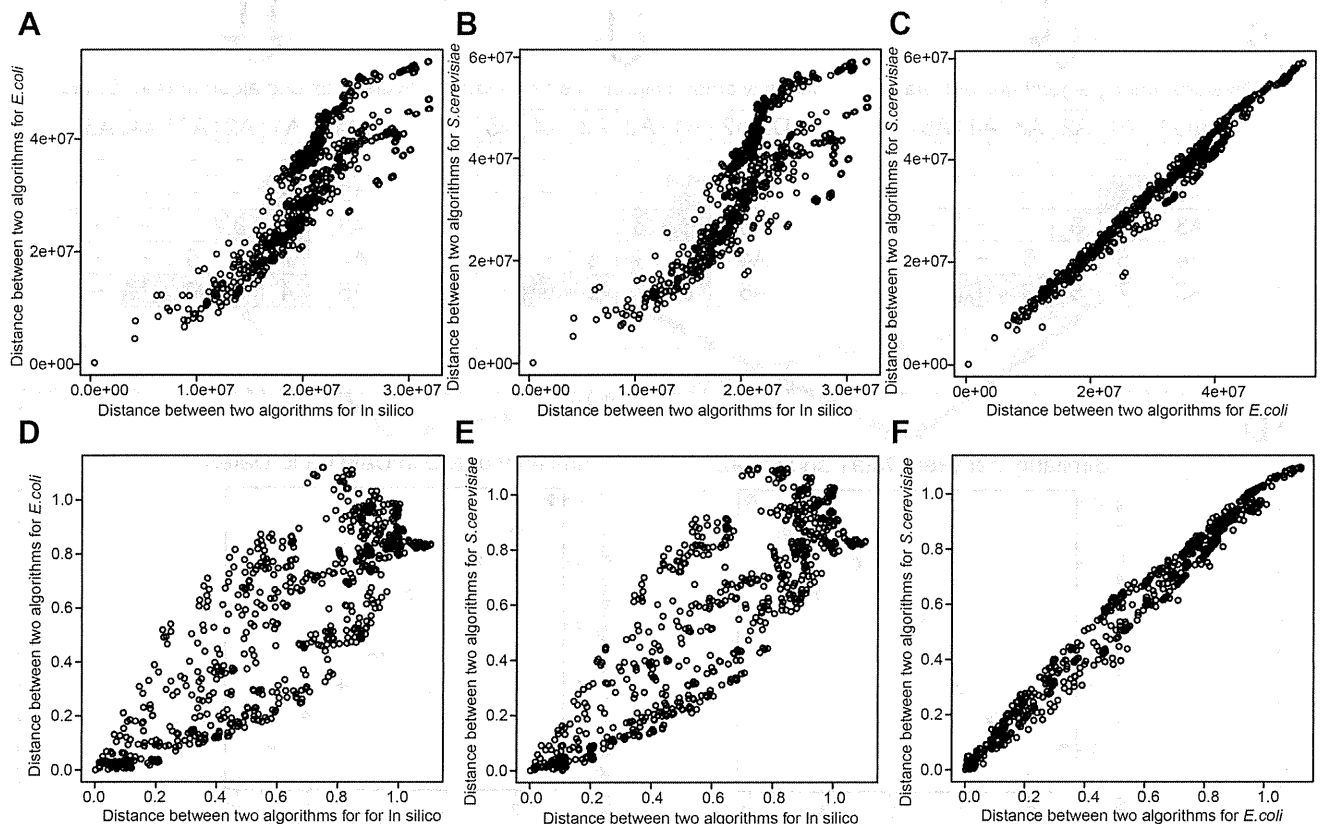 A
B
C
Distance between two algorithms for E.coli
4e+07
2e+07
0e+00
0.0e+00 1.0e+07 2.0e+07 3.0e+07
Distance between two algorithms for In silico
Distance between two algorithms for S.cerevisiae
6e+07
4e+07
2e+07
0e+00
0.0e+00 1.0e+07 2.0e+07 3.0e+07
Distance between two algorithms for In silico
Distance between two algorithms for S.cerevisiae
6e+07
4e+07
2e+07
0e+00
0e+00 2e+07 4e+07
Distance between two algorithms for E.coli
D
E
F
Distance between two algorithms for E.coli
1.0
0.8
0.6
0.4
0.2
0.0
0.0 0.2 0.4 0.6 0.8 1.0
Distance between two algorithms for for In silico
Distance between two algorithms for S.cerevisiae
1.0
0.8
0.6
0.4
0.2
0.0
0.0 0.2 0.4 0.6 0.8 1.0
Distance between two algorithms for In silico
Distance between two algorithms for S.cerevisiae
1.0
0.8
0.6
0.4
0.2
0.0
0.0 0.2 0.4 0.6 0.8 1.0
Distance between two algorithms for E.coli